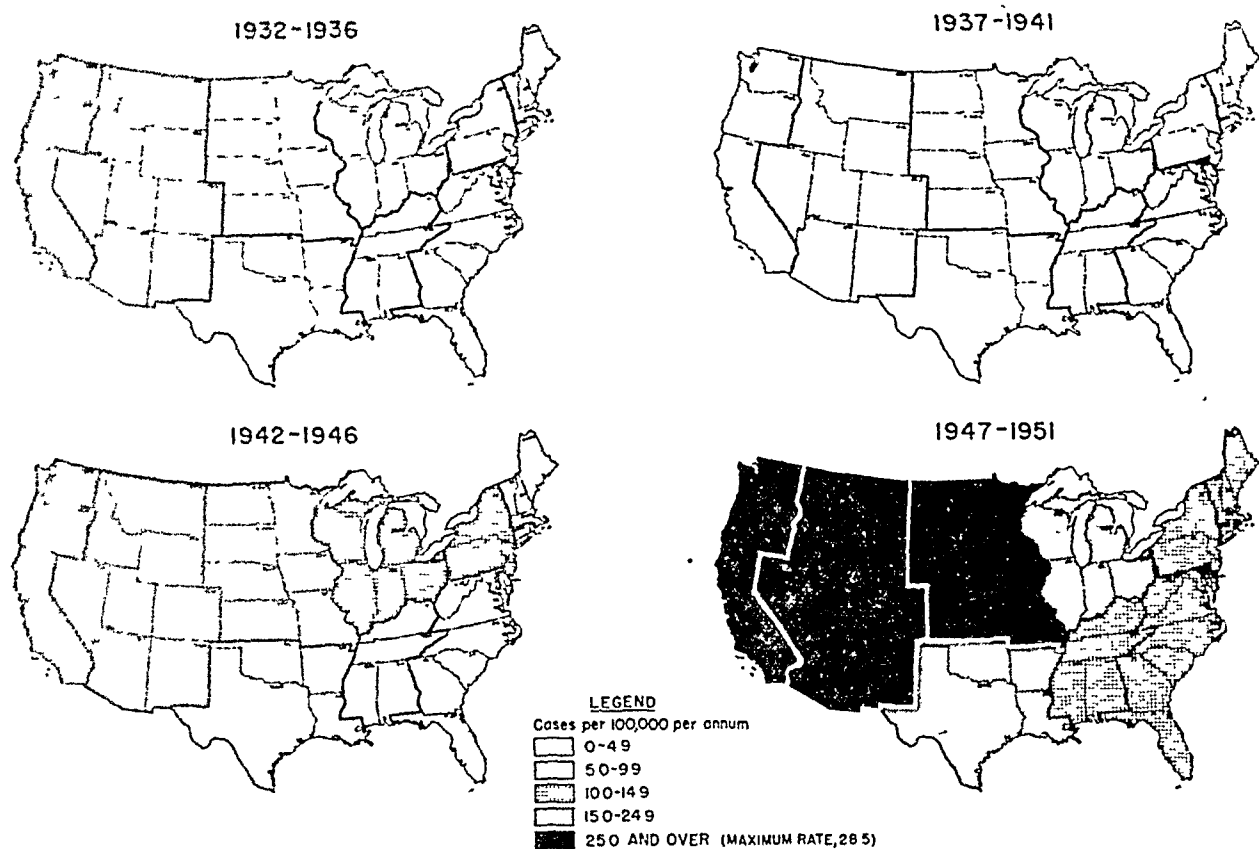 1932-1936
1937-1941
1942-1946
1947-1951
LEGEND
Cases per 100,000 per annum
0-49
50-99
100-149
150-249
250 AND OVER (MAXIMUM RATE, 285)